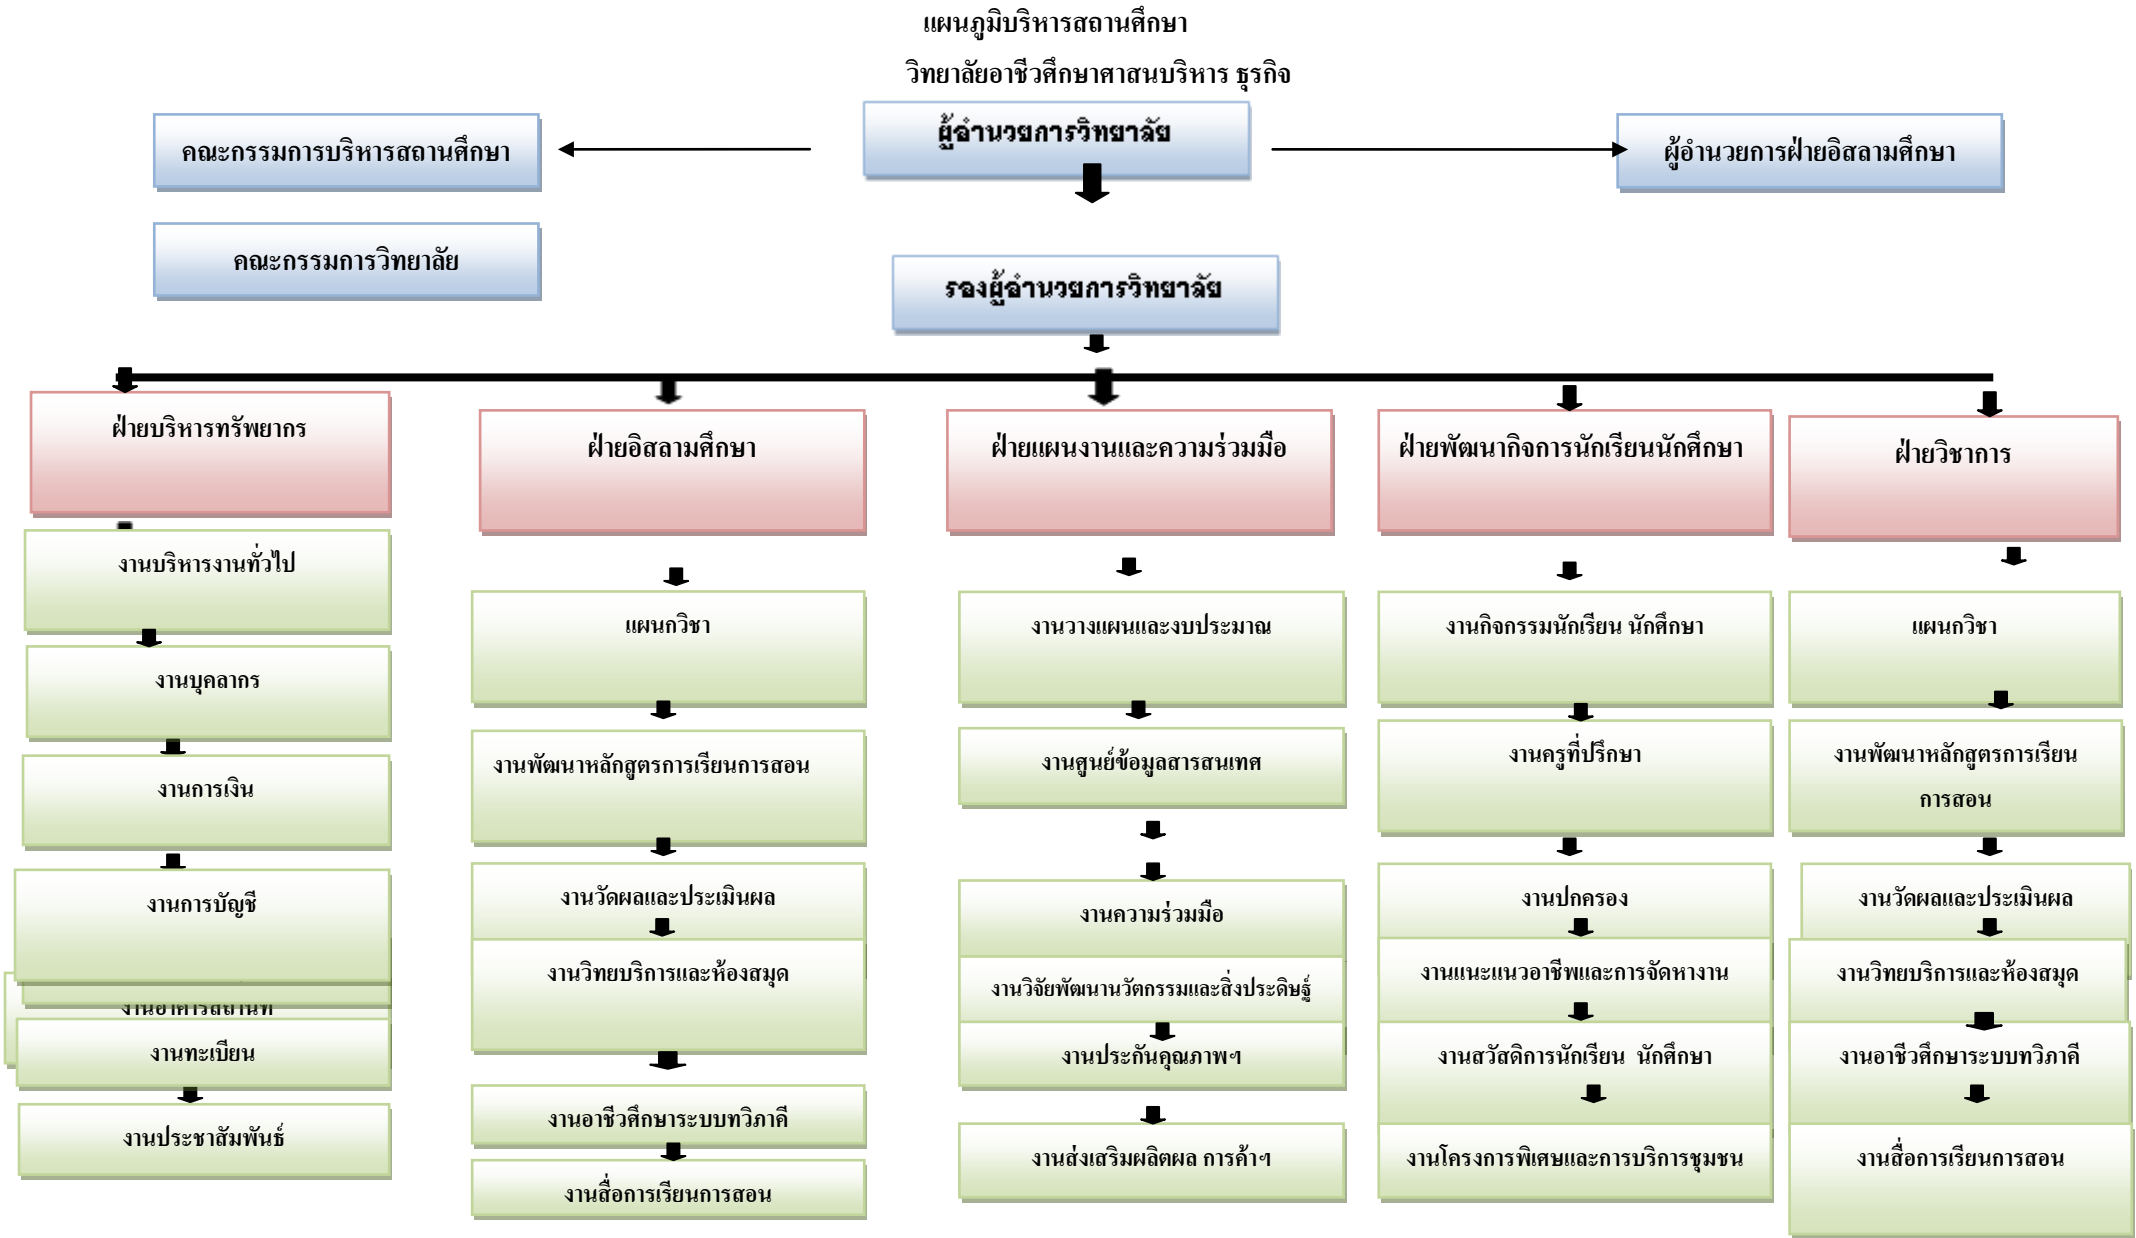 แผนภูมิบริหารสถานศึกษา
วิทยาลัยอาชีวศึกษาศาสนบริหาร ธุรกิจ
ผู้อำนวยการวิทยาลัย
คณะกรรมการบริหารสถานศึกษา
ผู้อำนวยการฝ่ายอิสลามศึกษา
คณะกรรมการวิทยาลัย
รองผู้อำนวยการวิทยาลัย
ฝ่ายบริหารทรัพยากร
งานบริหารงานทั่วไป
งานบุคลากร
งานการเงิน
งานการบัญชี
งานอาคารสถานที่
งานทะเบียน
งานประชาสัมพันธ์
ฝ่ายอิสลามศึกษา
แผนกวิชา
งานพัฒนาหลักสูตรการเรียนการสอน
งานวัดผลและประเมินผล
งานวิทยบริการและห้องสมุด
งานอาชีวศึกษาระบบทวิภาคี
งานสื่อการเรียนการสอน
ฝ่ายแผนงานและความร่วมมือ
งานวางแผนและงบประมาณ
งานศูนย์ข้อมูลสารสนเทศ
งานความร่วมมือ
งานวิจัยพัฒนานวัตกรรมและสิ่งประดิษฐ์
งานประกันคุณภาพฯ
งานส่งเสริมผลิตผล การค้าฯ
ฝ่ายพัฒนากิจการนักเรียนนักศึกษา
งานกิจกรรมนักเรียน นักศึกษา
งานครูที่ปรึกษา
งานปกครอง
งานแนะแนวอาชีพและการจัดหางาน
งานสวัสดิการนักเรียน  นักศึกษา
งานโครงการพิเศษและการบริการชุมชน
ฝ่ายวิชาการ
แผนกวิชา
งานพัฒนาหลักสูตรการเรียน
การสอน
งานวัดผลและประเมินผล
งานวิทยบริการและห้องสมุด
งานอาชีวศึกษาระบบทวิภาคี
งานสื่อการเรียนการสอน